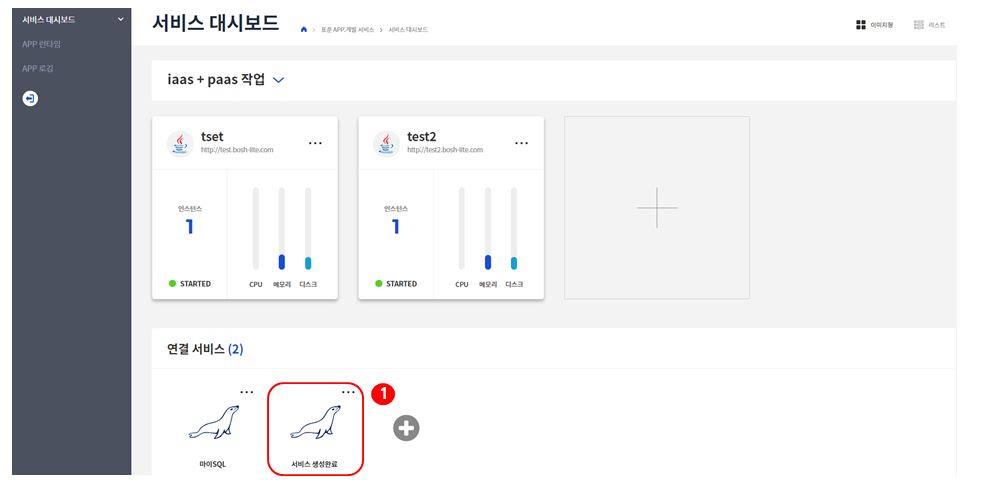 서비스 대시보드
APP 런타임
APP 로깅
서비스 대시보드
표준 APP개발 서비스 > 서비스 대시보드
이미지형
리스트
iaas + paas 작업
tset
http://test.bosh-lite.com
인스턴스
1
STARTED
CPU 메모리 디스크
test2
http://test2.bosh-lite.com
인스턴스
1
STARTED
CPU 메모리 디스크
연결 서비스 (2)
1
마이SQL
서비스 생성완료